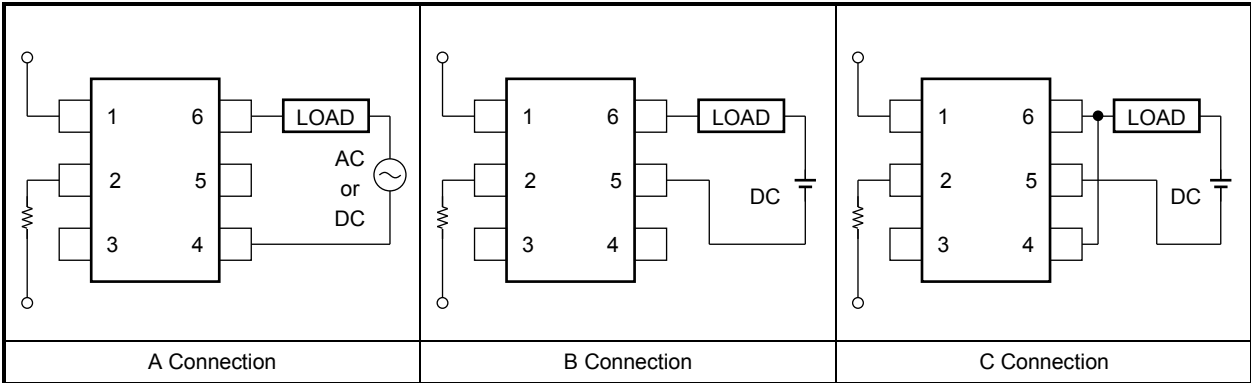 1 6 LOAD
2 5
3 4
AC
or
DC
A Connection
1 6 LOAD
2 5
3 4
DC
B Connection
1 6 LOAD
2 5
3 4
DC
C Connection